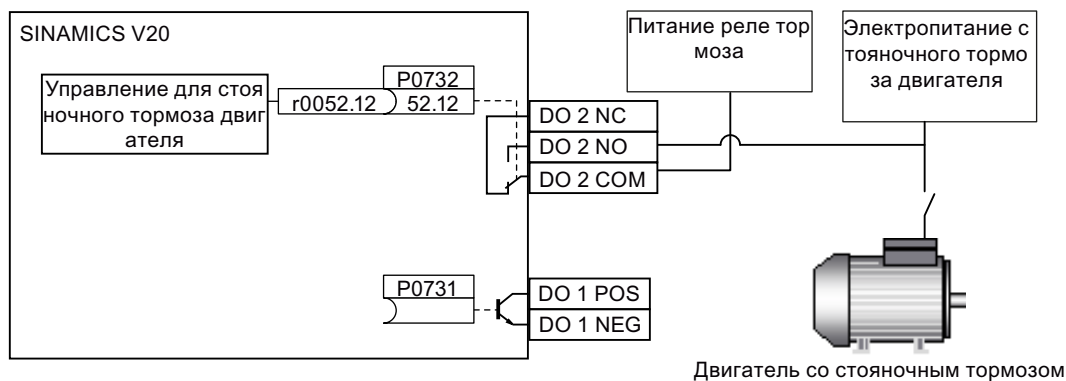 SINAMICS V20
Питание реле тор
моза
Электропитание с
тояночного тормо
за двигателя
Управление для стоя
ночного тормоза двиг
ателя
r0052.12
P0732
52.12
DO 2 NC
DO 2 NO
DO 2 COM
P0731
DO 1 POS
DO 1 NEG
Двигатель со стояночным тормозом